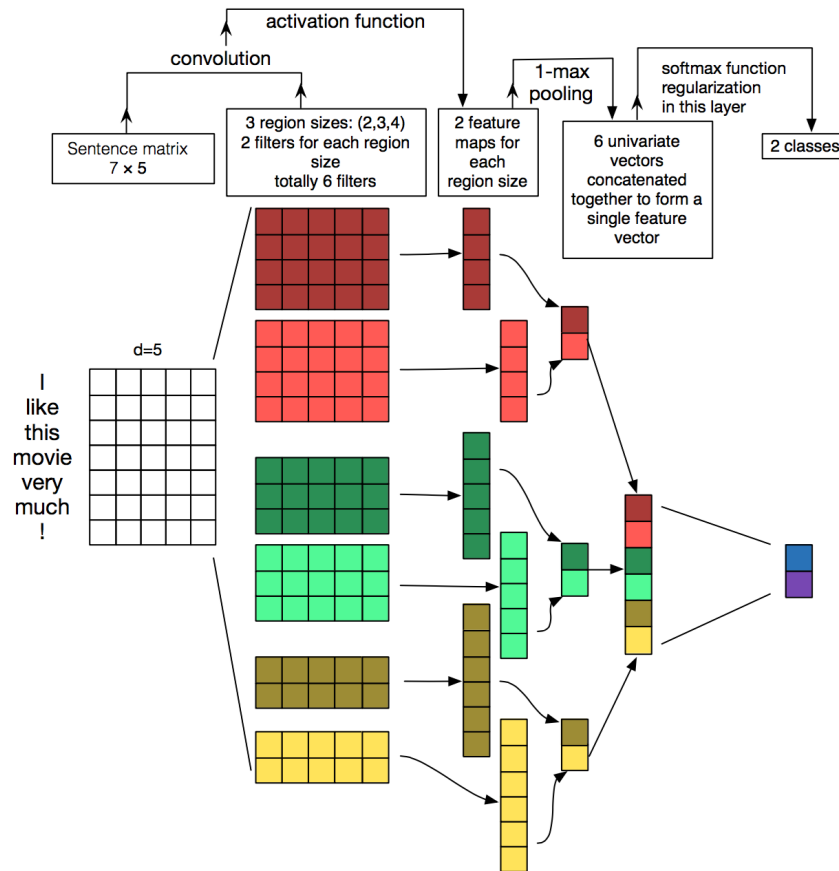 activation function
convolution
1-max
pooling
softmax function
regularization
in this layer
Sentence matrix
7 × 5
3 region sizes: (2,3,4)
2 filters for each region
size
totally 6 filters
2 feature
maps for
each
region size
6 univariate
vectors
concatenated
together to form a
single feature
vector
2 classes
d=5
I
like
this
movie
very
much
!